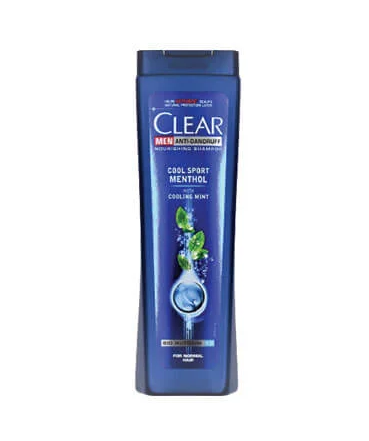 CLEAR
MEN ANTI-DANDRUFF
NOURISHING SHAMPOO
COOL SPORT
MENTHOL
WITH
COOLING MINT
FOR NORMAL
HAIR